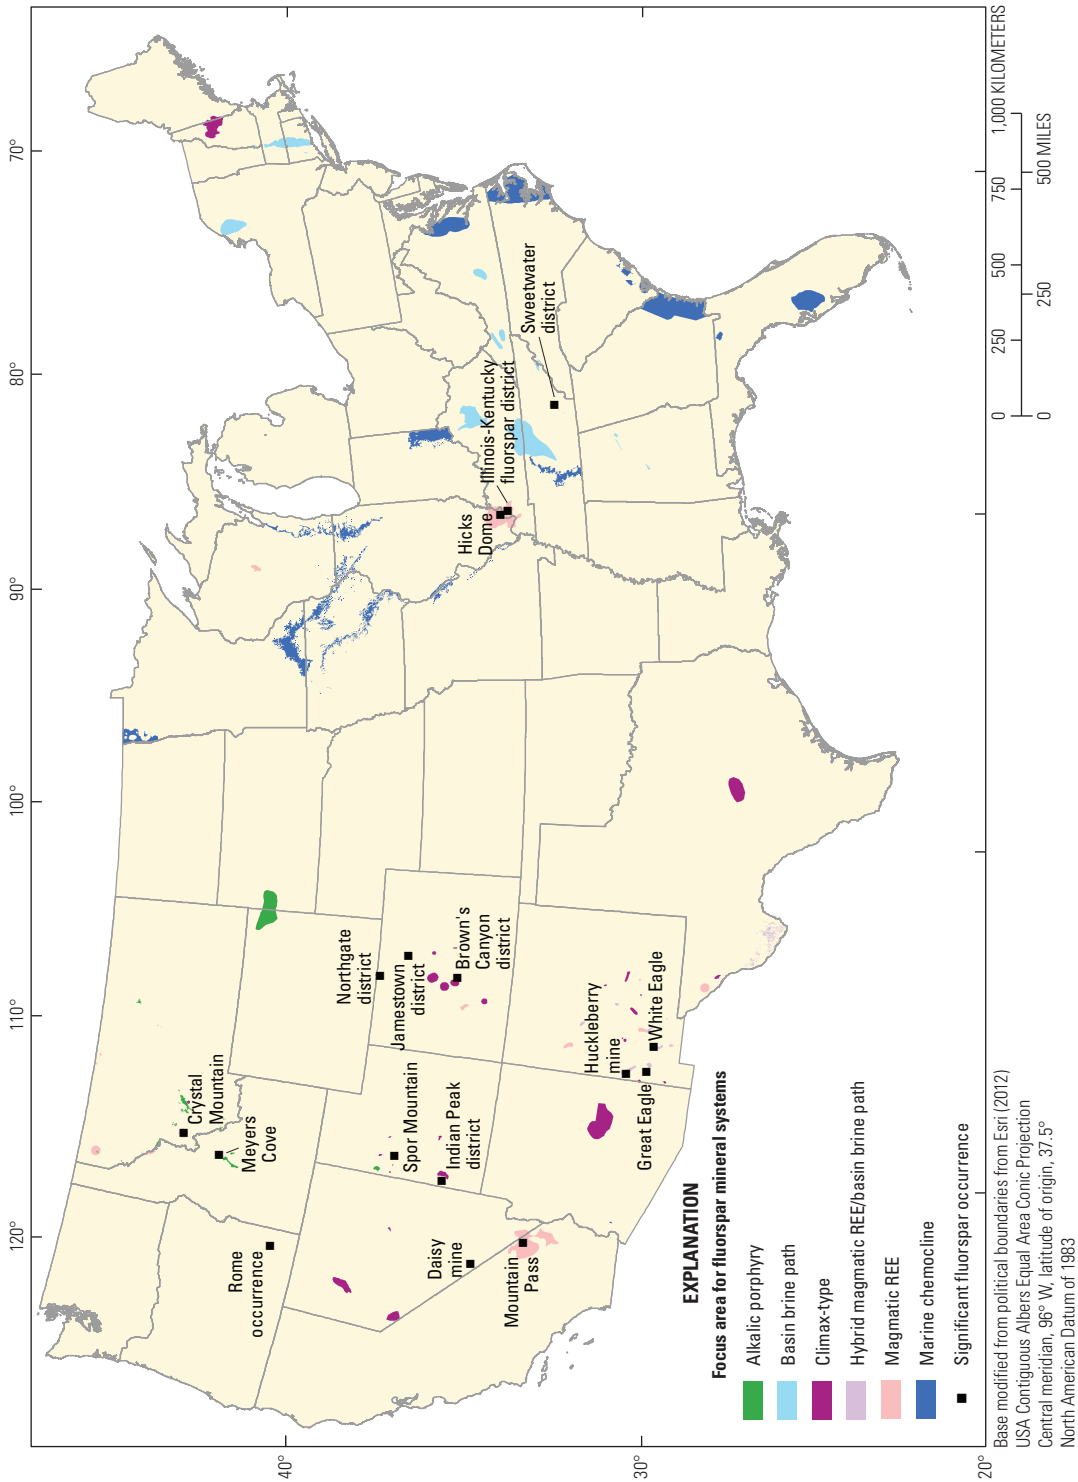 120°
110°
100°
90°
80°
70°
40°
30°
20°
Rome
occurrence
Meyers
Cove
Crystal
Mountain
Northgate
district
Jamestown
district
Brown's
Canyon
district
Spor Mountain
Indian Peak
district
Daisy
mine
Mountain
Pass
Huckleberry
mine
White Eagle
Great Eagle
Hicks
Dome
Illinois-Kentucky
fluorspar district
Sweetwater
district
EXPLANATION
Focus area for fluorspar mineral systems
Alkalic porphyry
Basin brine path
Climax-type
Hybrid magmatic REE/basin brine path
Magmatic REE
Marine chemocline
Significant fluorspar occurrence
Base modified from political boundaries from Esri (2012)
USA Contiguous Albers Equal Area Conic Projection
Central meridian, 96° W, latitude of origin, 37.5°
North American Datum of 1983
0 250 500 750 1,000 KILOMETERS
0 250 500 MILES